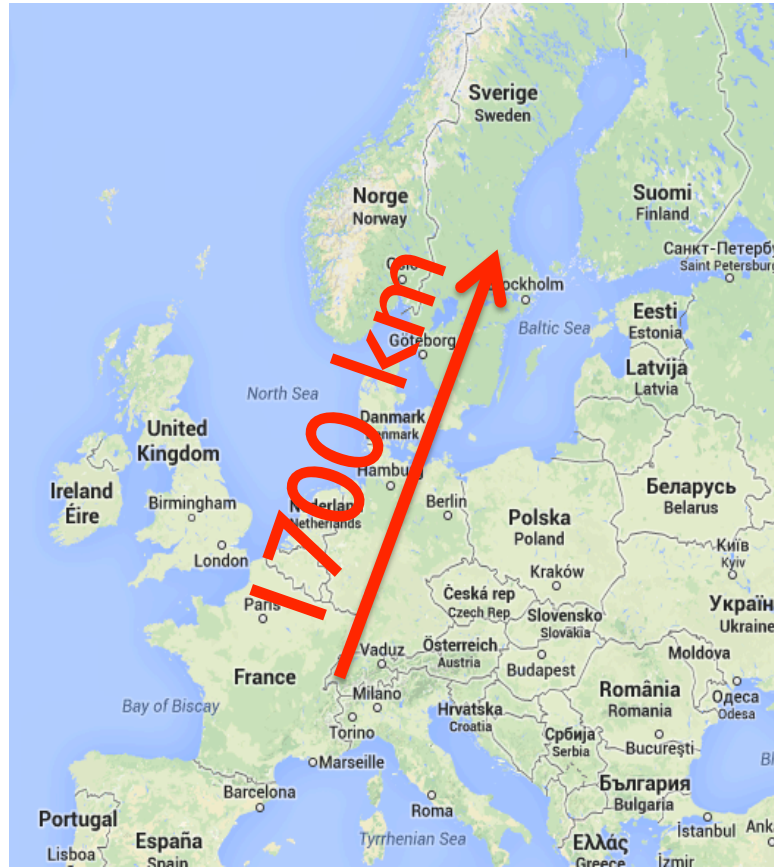 Sverige
Sweden
Norge
Norway
Suomi
Finland
Санкт-Петербу
Saint Petersburg
Oslo
Stockholm
Eesti
Estonia
Baltic Sea
Göteborg
Latvija
Latvia
North Sea
1700 km
Danmark
Denmark
United
Kingdom
Hamburg
Ireland
Éire
Birmingham
Nederland
Netherlands
Berlin
Беларусь
Belarus
Polska
Poland
London
Київ
Kyiv
Kraków
Paris
Česká rep
Czech Rep
Slovensko
Slovakia
Україн
Ukraine
Vaduz
Österreich
Austria
Moldova
France
Budapest
Milano
România
Romania
Одеса
Odesa
Bay of Biscay
Hrvatska
Croatia
Torino
Србија
Serbia
București
Marseille
Bl
Barcelona
България
Bulgaria
Roma
Portugal
İstanbul
Ank
España
Spain
Tyrrhenian Sea
Ελλάς
Greece
Lisboa
İzmir